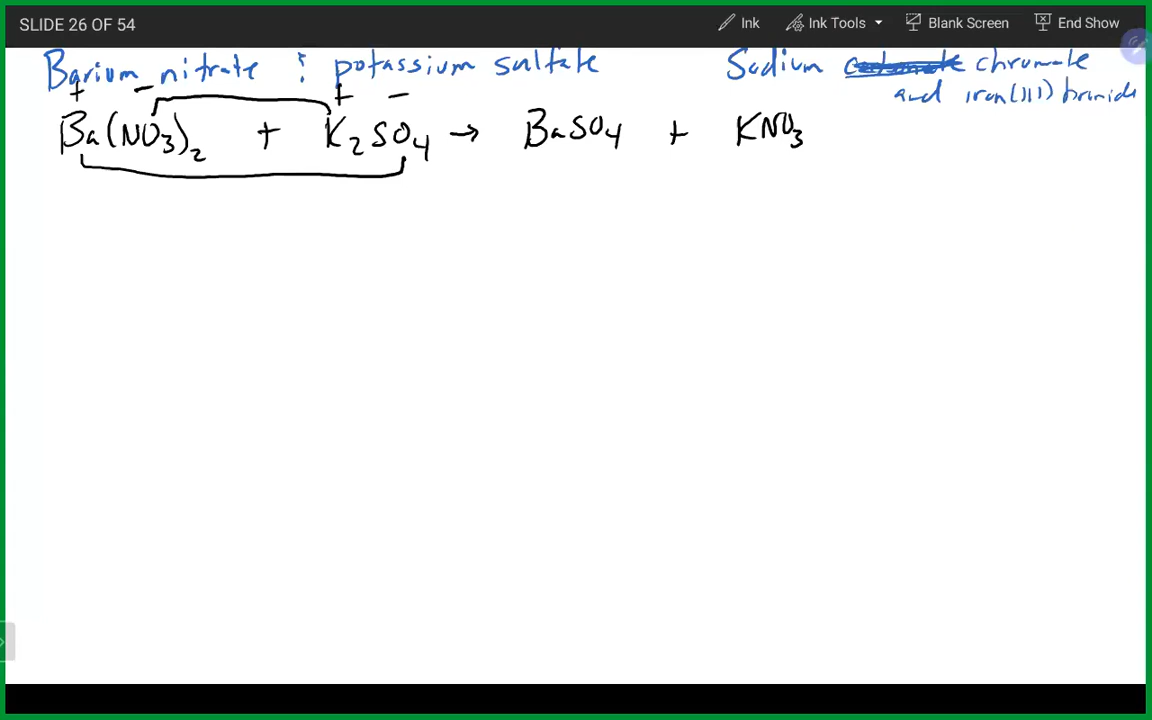 SLIDE 26 OF 54
Ink
Ink Tools
Blank Screen
End Show
Barium nitrate : potassium sulfate
Sodium chromate
and iron(III) bromide
+ - + -
Ba(NO3)2 + K2SO4 → BaSO4 + KNO3